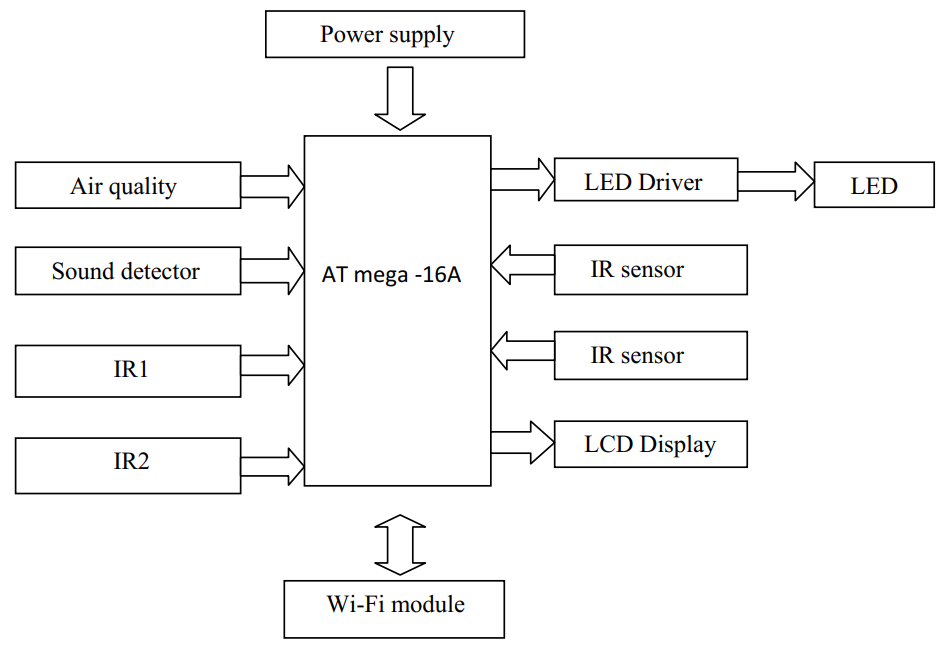 Power supply
Air quality
LED Driver
LED
Sound detector
AT mega -16A
IR sensor
IR1
IR sensor
IR2
LCD Display
Wi-Fi module